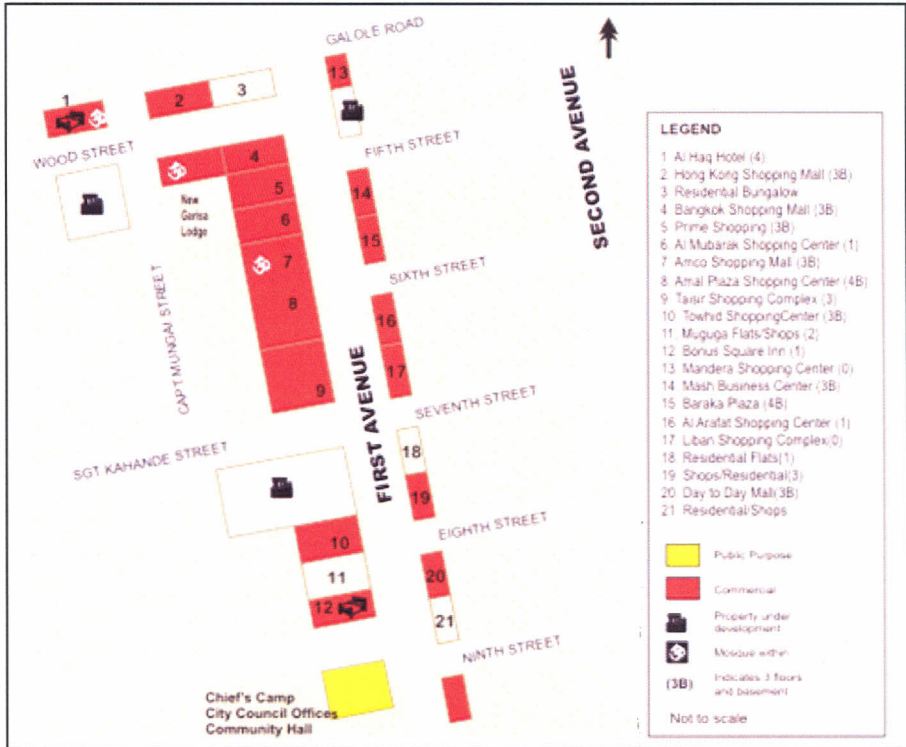 GALOLE ROAD
13
1
2
3
WOOD STREET
FIFTH STREET
SECOND AVENUE
4
New
Garisa
Lodge
5
6
7
8
9
14
15
SIXTH STREET
16
17
CAPT.MUNGAI STREET
FIRST AVENUE
SEVENTH STREET
18
19
SGT KAHANDE STREET
EIGHTH STREET
10
11
12
20
21
NINTH STREET
Chief's Camp
City Council Offices
Community Hall
LEGEND
1 Al Haq Hotel (4)
2 Hong Kong Shopping Mall (3B)
3 Residential Bungalow
4 Bangkok Shopping Mall (3B)
5 Prime Shopping (3B)
6 Al Mubarak Shopping Center (1)
7 Amco Shopping Mall (3B)
8 Amal Plaza Shopping Center (4B)
9 Taisir Shopping Complex (3)
10 Towhid ShoppingCenter (3B)
11 Muguga Flats/Shops (2)
12 Bonus Square Inn (1)
13 Mandera Shopping Center (0)
14 Mash Business Center (3B)
15 Baraka Plaza (4B)
16 Al Arafat Shopping Center (1)
17 Liban Shopping Complex(0)
18 Residential Flats(1)
19 Shops/Residential(3)
20 Day to Day Mall(3B)
21 Residential/Shops
Public Purpose
Commercial
Property under
development
Mosque within
(3B) Indicates 3 floors
and basement
Not to scale